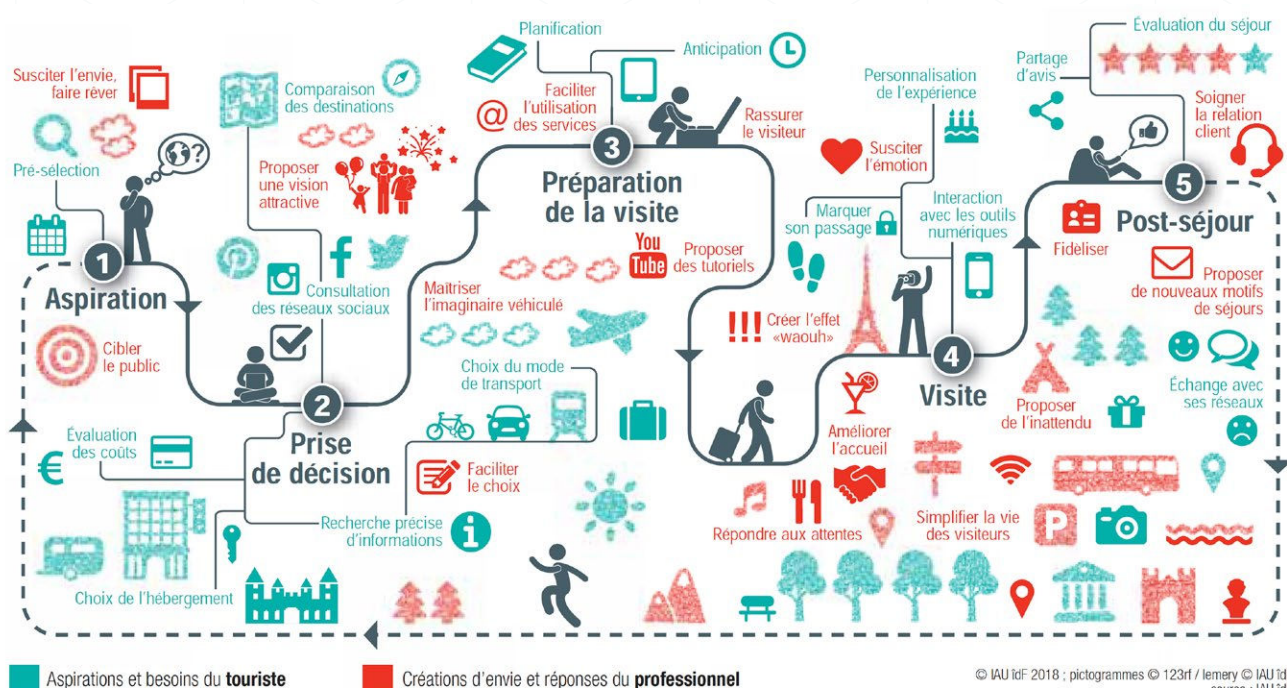 Susciter l'envie,
faire rêver
Pré-sélection
1
Aspiration
?
Cibler
le public
Comparaison
des destinations
Proposer
une vision
attractive
f
Consultation
des réseaux sociaux
2
Prise
de décision
Évaluation
des coûts
€
Choix de l'hébergement
Recherche précise
d'informations
i
Faciliter
le choix
Choix du mode
de transport
Planification
Anticipation
@
Faciliter
l'utilisation
des services
Rassurer
le visiteur
3
Préparation
de la visite
Maîtriser
l'imaginaire véhiculé
You
Tube
Proposer
des tutoriels
Personnalisation
de l'expérience
Susciter
l'émotion
Marquer
son passage
Interaction
avec les outils
numériques
!!!
Créer l'effet
«waouh»
4
Visite
Améliorer
l'accueil
Répondre aux attentes
Simplifier la vie
des visiteurs
P
Proposer
de l'inattendu
Évaluation du séjour
Partage
d'avis
Soigner
la relation
client
5
Post-séjour
Fidéliser
Proposer
de nouveaux motifs
de séjours
Échange avec
ses réseaux
Aspirations et besoins du touriste
Créations d'envie et réponses du professionnel
© IAU îdF 2018 ; pictogrammes © 123rf / lemery © IAU îd